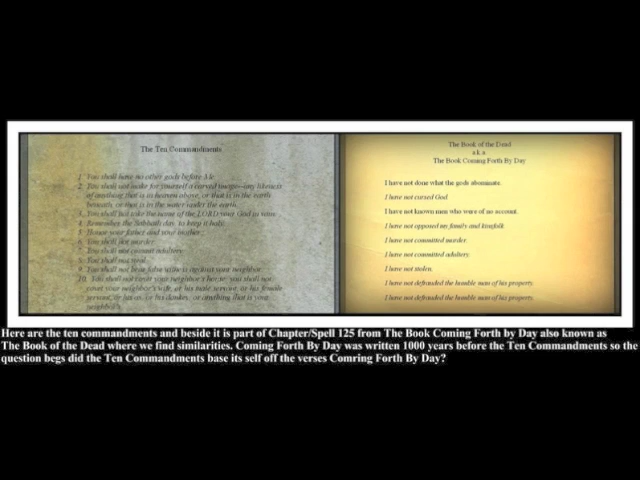 The Ten Commandments
1. You shall have no other gods before Me.
2. You shall not make for yourself a carved image--any likeness
of anything that is in heaven above, or that is in the earth
beneath, or that is in the water under the earth.
3. You shall not take the name of the LORD your God in vain.
4. Remember the Sabbath day, to keep it holy.
5. Honor your father and your mother.
6. You shall not murder.
7. You shall not commit adultery.
8. You shall not steal.
9. You shall not bear false witness against your neighbor.
10. You shall not covet your neighbor's house; you shall not
covet your neighbor's wife, or his male servant, or his female
servant, or his ox, or his donkey, or anything that is your
neighbor's.
The Book of the Dead
a.k.a
The Book Coming Forth By Day
I have not done what the gods abominate.
I have not cursed God.
I have not known men who were of no account.
I have not opposed my family and kinsfolk.
I have not committed murder.
I have not committed adultery.
I have not stolen.
I have not defrauded the humble man of his property.
I have not defrauded the humble man of his property.
Here are the ten commandments and beside it is part of Chapter/Spell 125 from The Book Coming Forth by Day also known as
The Book of the Dead where we find similarities. Coming Forth By Day was written 1000 years before the Ten Commandments so the
question begs did the Ten Commandments base its self off the verses Comring Forth By Day?